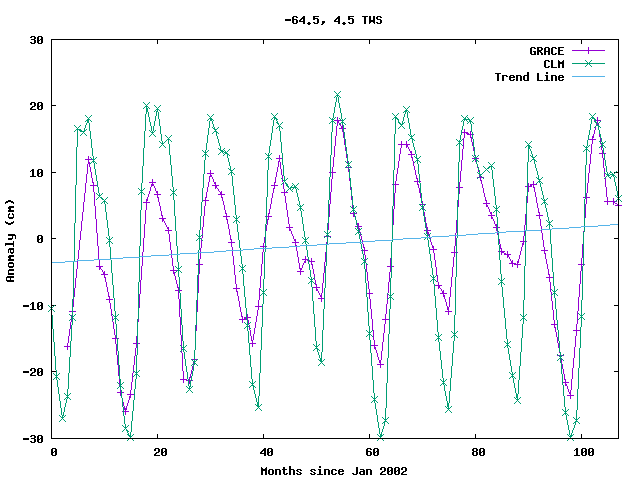 -64.5, 4.5 TWS
30
GRACE
CLM
Trend Line
20
10
0
-10
-20
-30
Anomaly (cm)
0 20 40 60 80 100
Months since Jan 2002